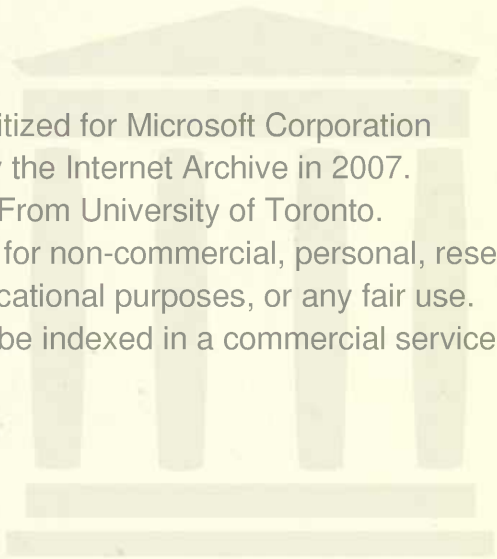 itized for Microsoft Corporation
the Internet Archive in 2007.
From University of Toronto.
for non-commercial, personal, rese
cational purposes, or any fair use.
be indexed in a commercial service